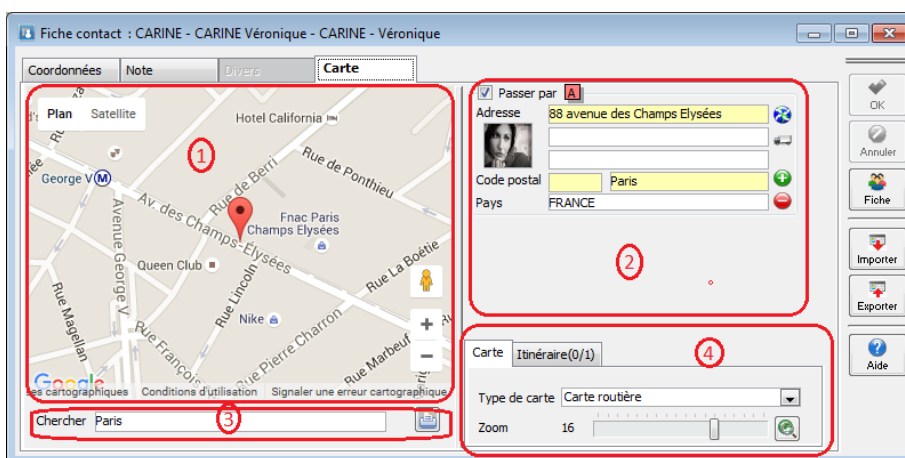 Fiche contact : CARINE - CARINE Véronique - CARINE - Véronique
Coordonnées Note Divers Carte
Plan Satellite
1
Hotel California
Rue de Berri
Rue de Ponthieu
George V M
Av. des Champs-Élysées
Fnac Paris
Champs Elysées
Avenue George V
Queen Club
Rue Lincoln
Rue La Boétie
Rue Magellan
Nike
Rue François
Rue Pierre Charron
Rue Marbeuf
+
−
Google
es cartographiques Conditions d'utilisation Signaler une erreur cartographique
Chercher Paris
3
Passer par A
Adresse 88 avenue des Champs Elysées
Code postal Paris
Pays FRANCE
2
Carte Itinéraire(0/1)
4
Type de carte Carte routière
Zoom 16
OK
Annuler
Fiche
Importer
Exporter
Aide